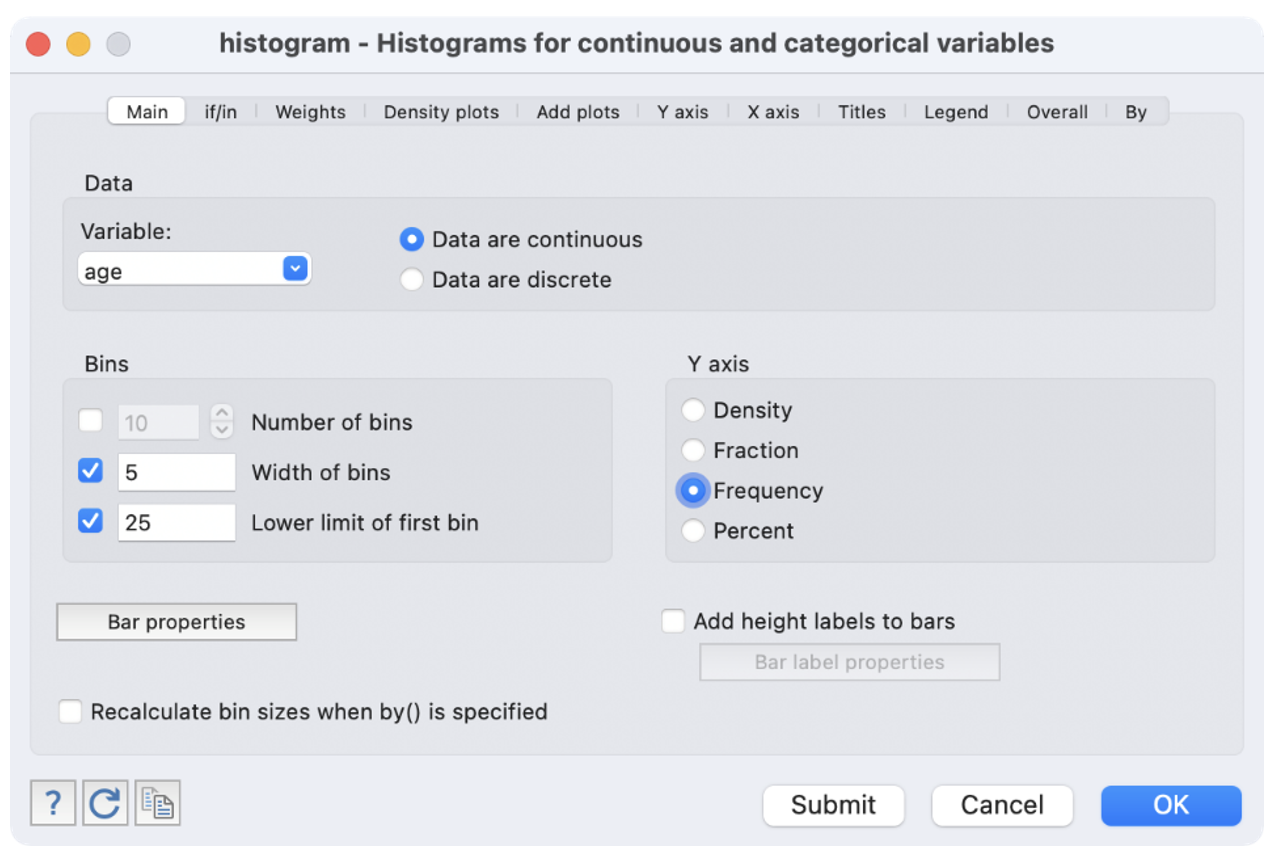 histogram - Histograms for continuous and categorical variables
Main if/in Weights Density plots Add plots Y axis X axis Titles Legend Overall By
Data
Variable:
age
Data are continuous
Data are discrete
Bins
10 Number of bins
5 Width of bins
25 Lower limit of first bin
Y axis
Density
Fraction
Frequency
Percent
Bar properties
Add height labels to bars
Bar label properties
Recalculate bin sizes when by() is specified
? Submit Cancel OK